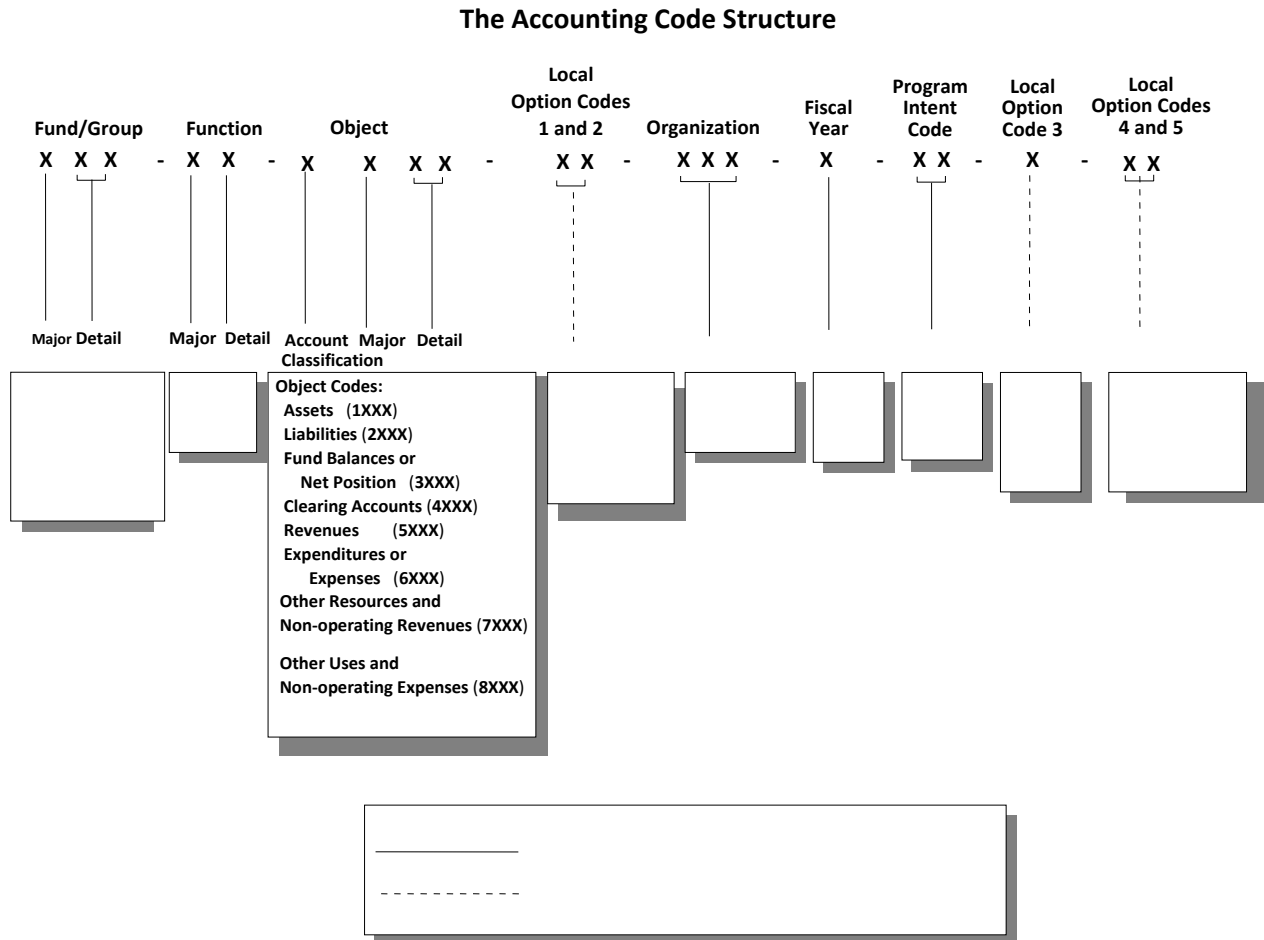 The Accounting Code Structure
Local
Option Codes
1 and 2
Program
Intent
Code
Local
Option
Code 3
Local
Option Codes
4 and 5
Fund/Group Function Object Organization Fiscal
Year
X X X - X X - X X X X - X X - X X X - X - X X - X - X X
Major Detail Major Detail Account Major Detail
Classification
Object Codes:
Assets (1XXX)
Liabilities (2XXX)
Fund Balances or
Net Position (3XXX)
Clearing Accounts (4XXX)
Revenues (5XXX)
Expenditures or
Expenses (6XXX)
Other Resources and
Non-operating Revenues (7XXX)
Other Uses and
Non-operating Expenses (8XXX)